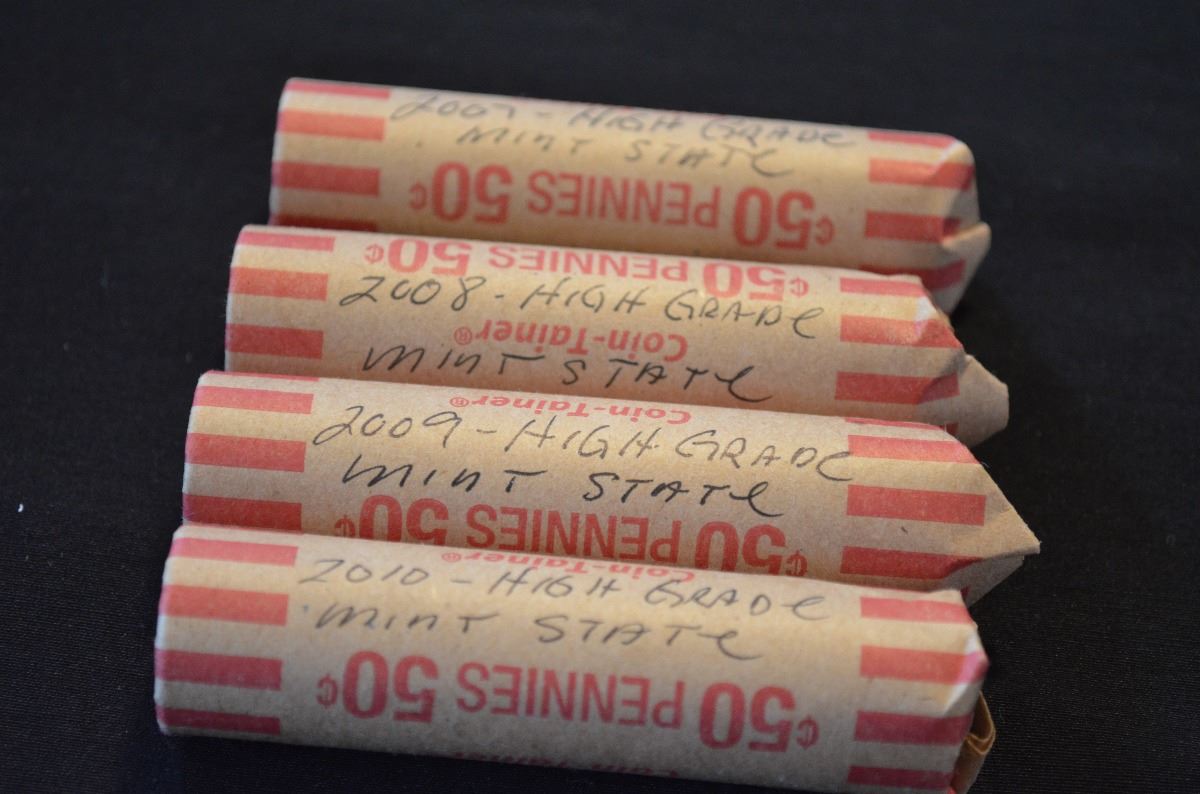 2007 - HIGH GRADE
MINT STATE
¢50 PENNIES 50¢
¢50 PENNIES 50¢
2008 - HIGH GRADE
Coin-Tainer®
MINT STATE
Coin-Tainer®
2009 - HIGH GRADE
MINT STATE
¢50 PENNIES 50¢
Coin-Tainer®
2010 - HIGH GRADE
MINT STATE
¢50 PENNIES 50¢